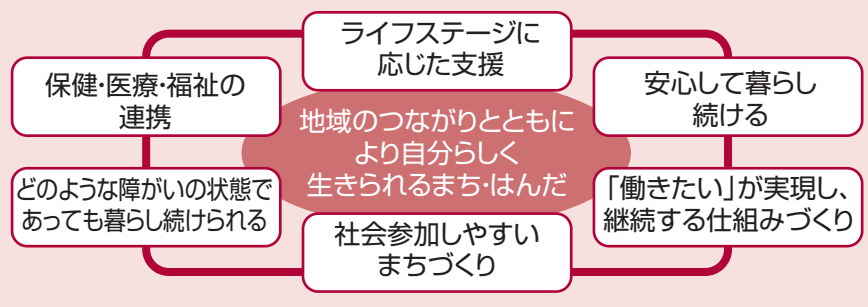 ライフステージに
応じた支援
保健・医療・福祉の
連携
安心して暮らし
続ける
地域のつながりとともに
より自分らしく
生きられるまち・はんだ
どのような障がいの状態で
あっても暮らし続けられる
「働きたい」が実現し、
継続する仕組みづくり
社会参加しやすい
まちづくり